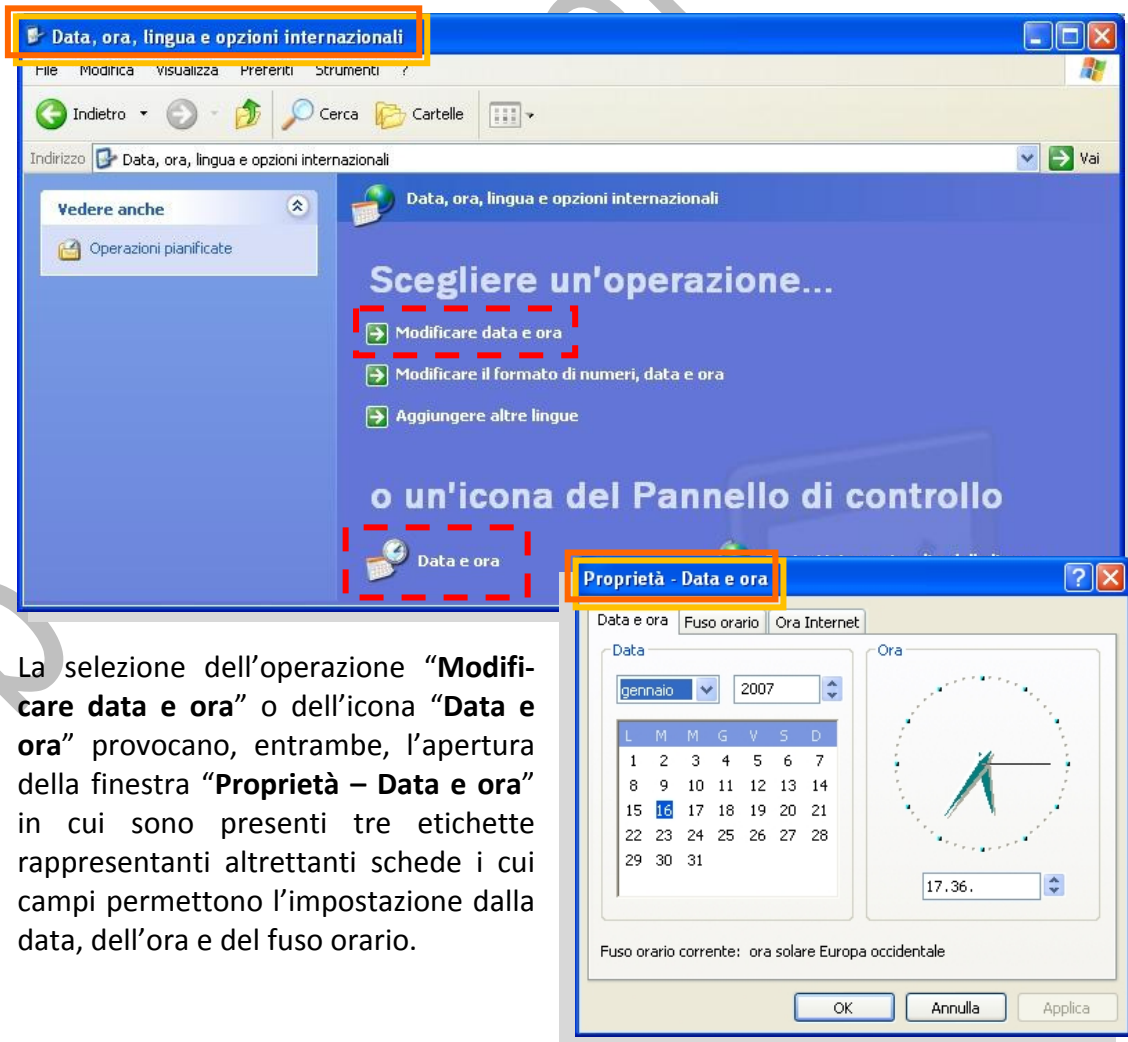 Data, ora, lingua e opzioni internazionali
File Modifica Visualizza Preferiti Strumenti ?
Indietro Cerca Cartelle
Indirizzo Data, ora, lingua e opzioni internazionali Vai
Vedere anche
Operazioni pianificate
Data, ora, lingua e opzioni internazionali
Scegliere un'operazione...
Modificare data e ora
Modificare il formato di numeri, data e ora
Aggiungere altre lingue
o un'icona del Pannello di controllo
Data e ora
Proprietà - Data e ora
Data e ora Fuso orario Ora Internet
Data
gennaio 2007
L M M G V S D
1 2 3 4 5 6 7
8 9 10 11 12 13 14
15 16 17 18 19 20 21
22 23 24 25 26 27 28
29 30 31
Ora
17.36.
Fuso orario corrente: ora solare Europa occidentale
OK Annulla Applica
La selezione dell’operazione “Modifi-
care data e ora” o dell’icona “Data e
ora” provocano, entrambe, l’apertura
della finestra “Proprietà – Data e ora”
in cui sono presenti tre etichette
rappresentanti altrettanti schede i cui
campi permettono l’impostazione dalla
data, dell’ora e del fuso orario.